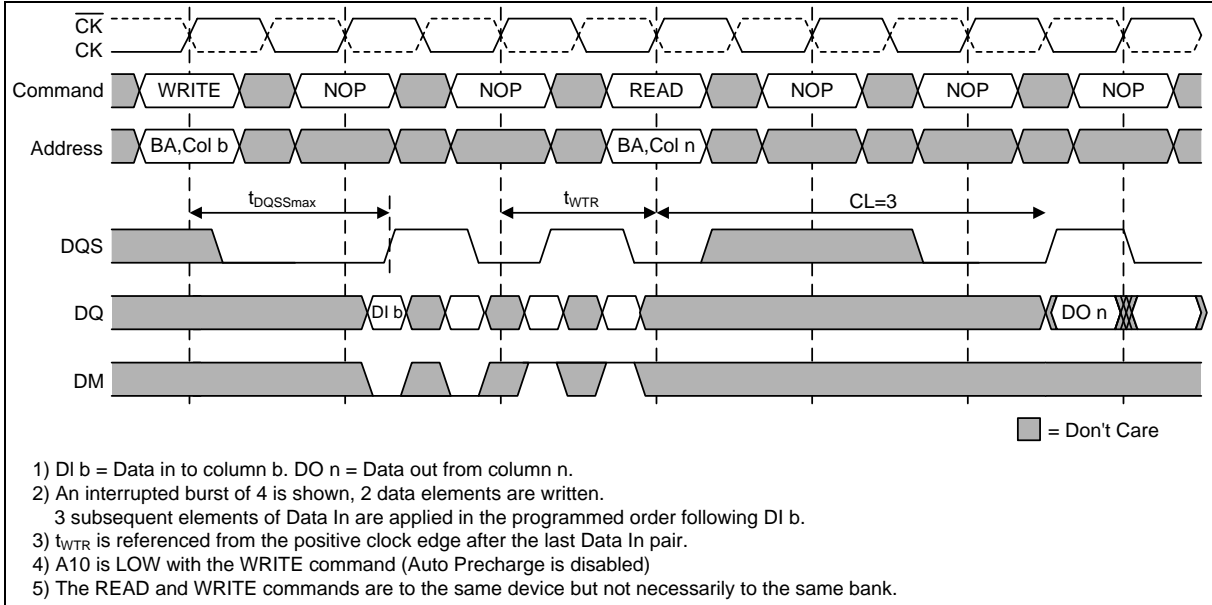 CK
CK
Command WRITE NOP NOP READ NOP NOP NOP
Address BA,Col b BA,Col n
tDQSSmax tWTR CL=3
DQS
DQ DI b DO n
DM
= Don't Care
1) DI b = Data in to column b. DO n = Data out from column n.
2) An interrupted burst of 4 is shown, 2 data elements are written.
3 subsequent elements of Data In are applied in the programmed order following DI b.
3) tWTR is referenced from the positive clock edge after the last Data In pair.
4) A10 is LOW with the WRITE command (Auto Precharge is disabled)
5) The READ and WRITE commands are to the same device but not necessarily to the same bank.